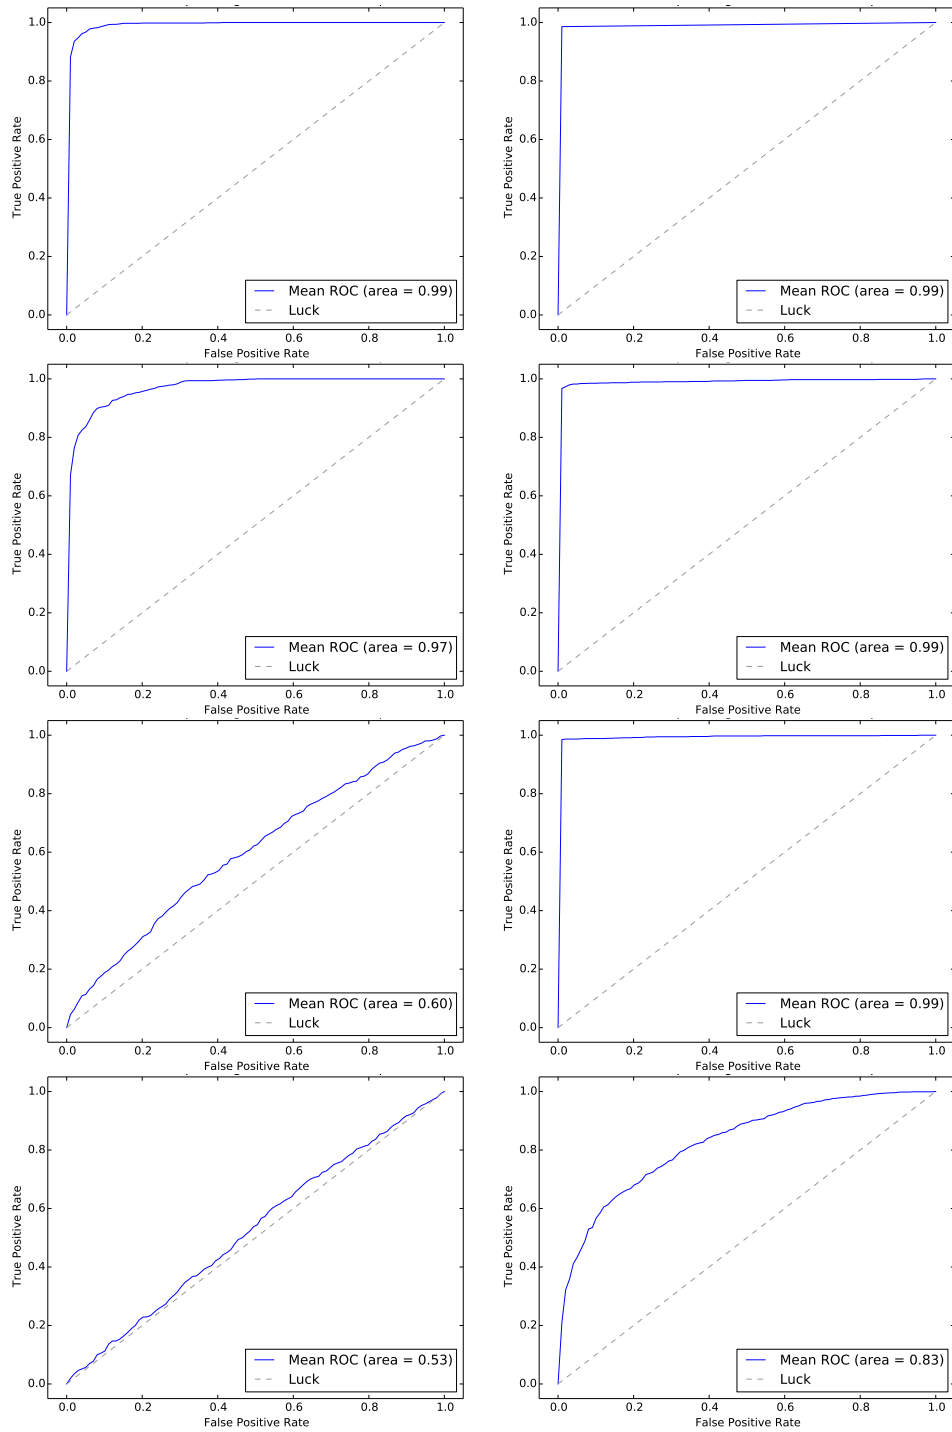 1.0
0.8
0.6
0.4
0.2
0.0
True Positive Rate
Mean ROC (area = 0.99)
Luck
0.0 0.2 0.4 0.6 0.8 1.0
False Positive Rate
1.0
0.8
0.6
0.4
0.2
0.0
True Positive Rate
Mean ROC (area = 0.99)
Luck
0.0 0.2 0.4 0.6 0.8 1.0
False Positive Rate
1.0
0.8
0.6
0.4
0.2
0.0
True Positive Rate
Mean ROC (area = 0.97)
Luck
0.0 0.2 0.4 0.6 0.8 1.0
False Positive Rate
1.0
0.8
0.6
0.4
0.2
0.0
True Positive Rate
Mean ROC (area = 0.99)
Luck
0.0 0.2 0.4 0.6 0.8 1.0
False Positive Rate
1.0
0.8
0.6
0.4
0.2
0.0
True Positive Rate
Mean ROC (area = 0.60)
Luck
0.0 0.2 0.4 0.6 0.8 1.0
False Positive Rate
1.0
0.8
0.6
0.4
0.2
0.0
True Positive Rate
Mean ROC (area = 0.99)
Luck
0.0 0.2 0.4 0.6 0.8 1.0
False Positive Rate
1.0
0.8
0.6
0.4
0.2
0.0
True Positive Rate
Mean ROC (area = 0.53)
Luck
0.0 0.2 0.4 0.6 0.8 1.0
False Positive Rate
1.0
0.8
0.6
0.4
0.2
0.0
True Positive Rate
Mean ROC (area = 0.83)
Luck
0.0 0.2 0.4 0.6 0.8 1.0
False Positive Rate